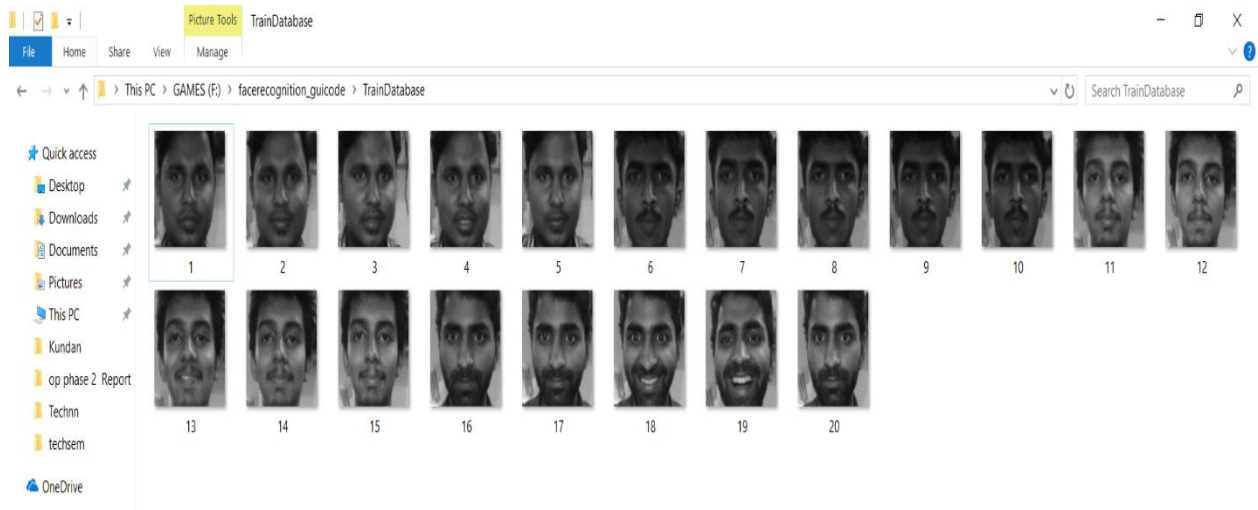 Picture Tools TrainDatabase
File Home Share View Manage
This PC > GAMES (F:) > facerecognition_guicode > TrainDatabase
Search TrainDatabase
Quick access
Desktop
Downloads
Documents
Pictures
This PC
Kundan
op phase 2 Report
Technn
techsem
OneDrive
1 2 3 4 5 6 7 8 9 10 11 12
13 14 15 16 17 18 19 20